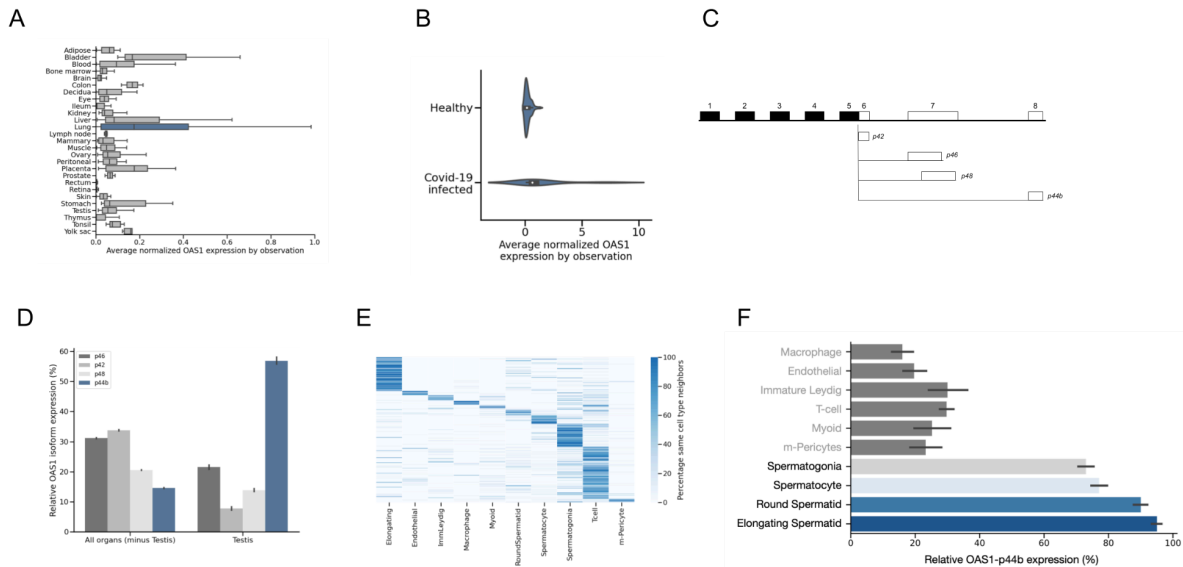 A
Adipose
Bladder
Blood
Bone marrow
Brain
Colon
Decidua
Eye
Ileum
Kidney
Liver
Lung
Lymph node
Mammary
Muscle
Ovary
Peritoneal
Placenta
Prostate
Rectum
Retina
Skin
Stomach
Testis
Thymus
Tonsil
Yolk sac
0.0 0.2 0.4 0.6 0.8 1.0
Average normalized OAS1 expression by observation
B
Healthy
Covid-19
infected
0 5 10
Average normalized OAS1
expression by observation
C
1 2 3 4 5 6 7 8
p42
p46
p48
p44b
D
Relative OAS1 isoform expression (%)
60
50
40
30
20
10
0
p46
p42
p48
p44b
All organs (minus Testis) Testis
E
Elongating
Endothelial
ImmLeydig
Macrophage
Myoid
RoundSpermatid
Spermatocyte
Spermatogonia
Tcell
m-Pericyte
100
80
60
40
20
0
Percentage same cell type neighbors
F
Macrophage
Endothelial
Immature Leydig
T-cell
Myoid
m-Pericytes
Spermatogonia
Spermatocyte
Round Spermatid
Elongating Spermatid
0 20 40 60 80 100
Relative OAS1-p44b expression (%)